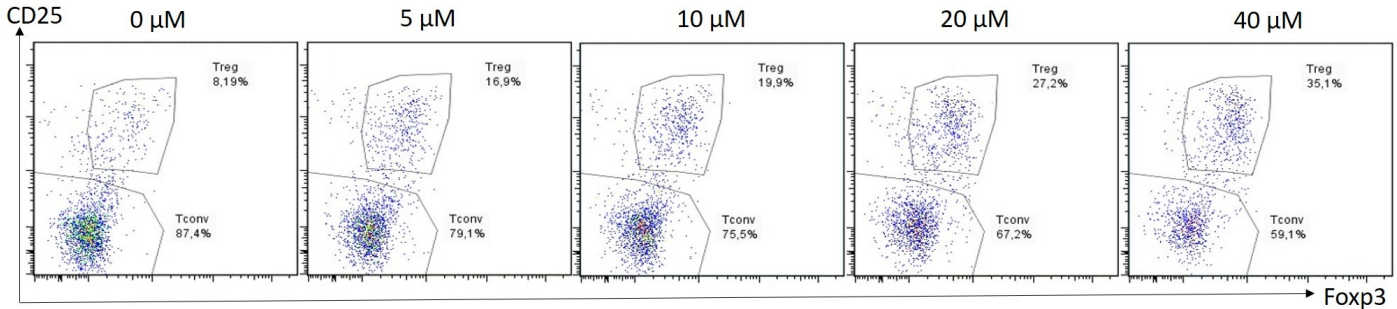 CD25
0 µM
5 µM
10 µM
20 µM
40 µM
Treg
8,19%
Treg
16,9%
Treg
19,9%
Treg
27,2%
Treg
35,1%
Tconv
87,4%
Tconv
79,1%
Tconv
75,5%
Tconv
67,2%
Tconv
59,1%
Foxp3